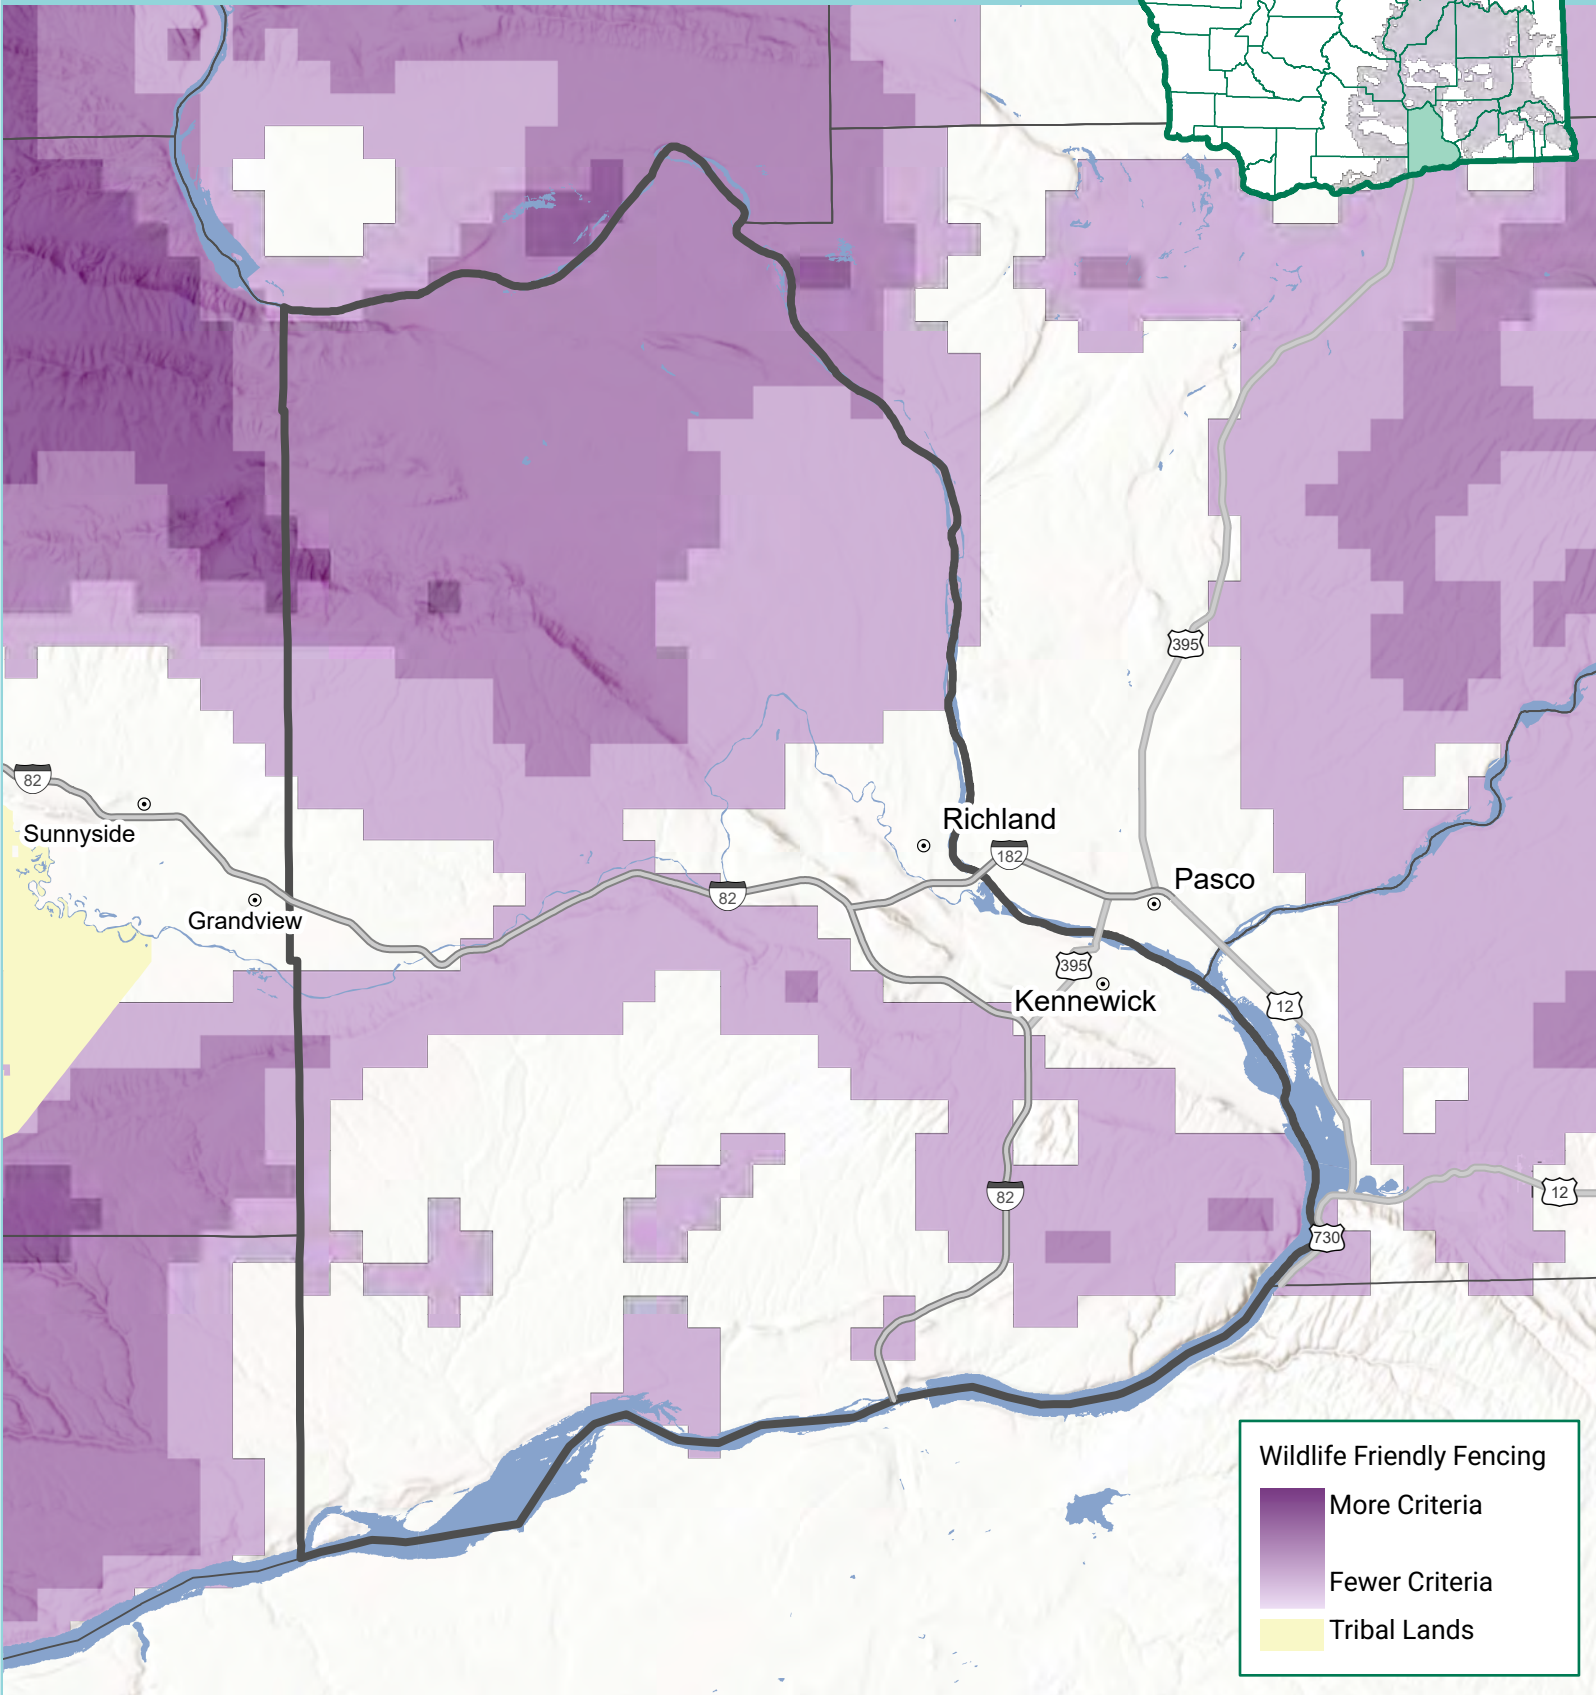 395
82
Sunnyside
Richland
182
Pasco
82
Grandview
395
Kennewick
12
82
12
730
Wildlife Friendly Fencing
More Criteria
Fewer Criteria
Tribal Lands